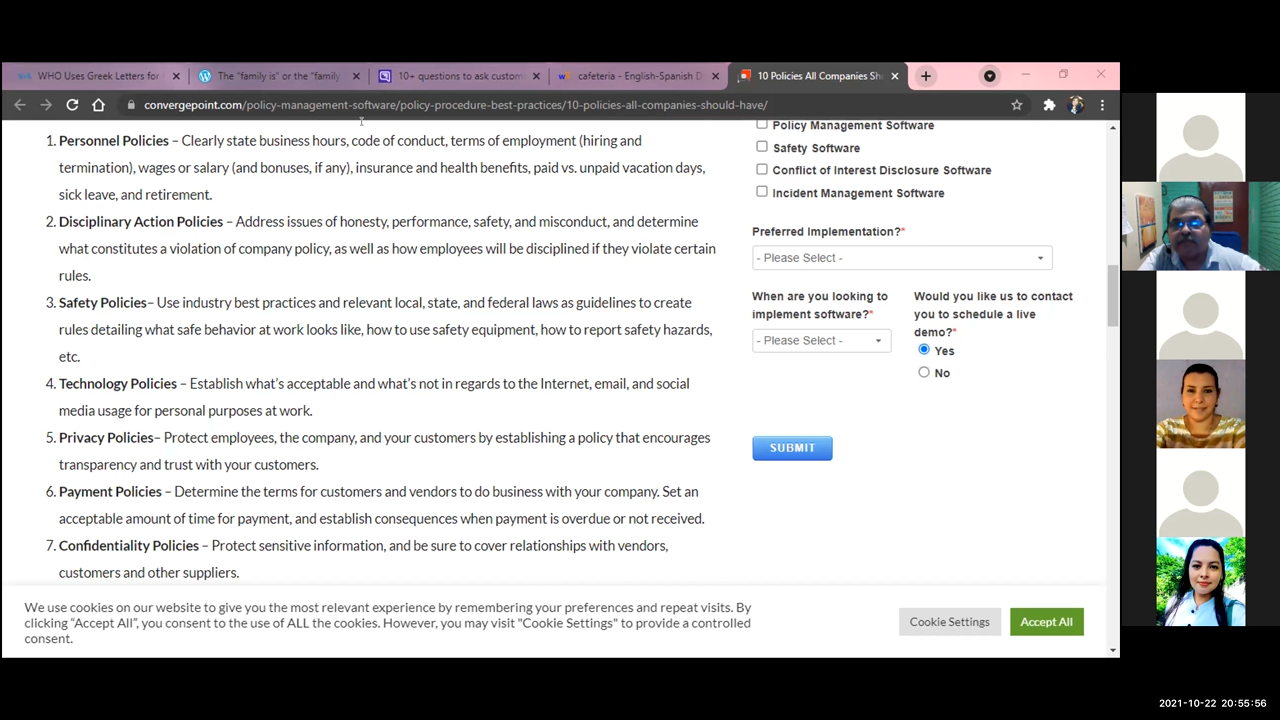 WHO Uses Greek Letters for
The "family is" or the "family
10+ questions to ask custom
cafeteria - English-Spanish D
10 Policies All Companies Sh
convergepoint.com/policy-management-software/policy-procedure-best-practices/10-policies-all-companies-should-have/
1. Personnel Policies – Clearly state business hours, code of conduct, terms of employment (hiring and
termination), wages or salary (and bonuses, if any), insurance and health benefits, paid vs. unpaid vacation days,
sick leave, and retirement.
2. Disciplinary Action Policies – Address issues of honesty, performance, safety, and misconduct, and determine
what constitutes a violation of company policy, as well as how employees will be disciplined if they violate certain
rules.
3. Safety Policies– Use industry best practices and relevant local, state, and federal laws as guidelines to create
rules detailing what safe behavior at work looks like, how to use safety equipment, how to report safety hazards,
etc.
4. Technology Policies – Establish what's acceptable and what's not in regards to the Internet, email, and social
media usage for personal purposes at work.
5. Privacy Policies– Protect employees, the company, and your customers by establishing a policy that encourages
transparency and trust with your customers.
6. Payment Policies – Determine the terms for customers and vendors to do business with your company. Set an
acceptable amount of time for payment, and establish consequences when payment is overdue or not received.
7. Confidentiality Policies – Protect sensitive information, and be sure to cover relationships with vendors,
customers and other suppliers.
Policy Management Software
Safety Software
Conflict of Interest Disclosure Software
Incident Management Software
Preferred Implementation?*
- Please Select -
When are you looking to
implement software?*
- Please Select -
Would you like us to contact
you to schedule a live
demo?*
Yes
No
SUBMIT
We use cookies on our website to give you the most relevant experience by remembering your preferences and repeat visits. By
clicking "Accept All", you consent to the use of ALL the cookies. However, you may visit "Cookie Settings" to provide a controlled
consent.
Cookie Settings
Accept All
2021-10-22 20:55:56